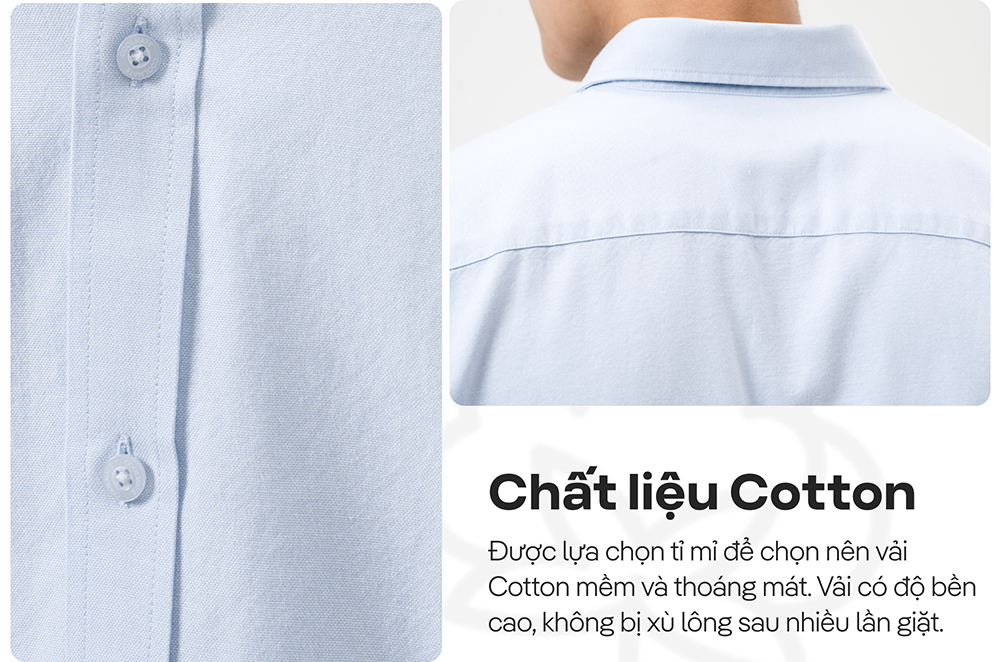 Chất liệu Cotton
Được lựa chọn tỉ mỉ để chọn nên vải
Cotton mềm và thoáng mát. Vải có độ bền
cao, không bị xù lông sau nhiều lần giặt.